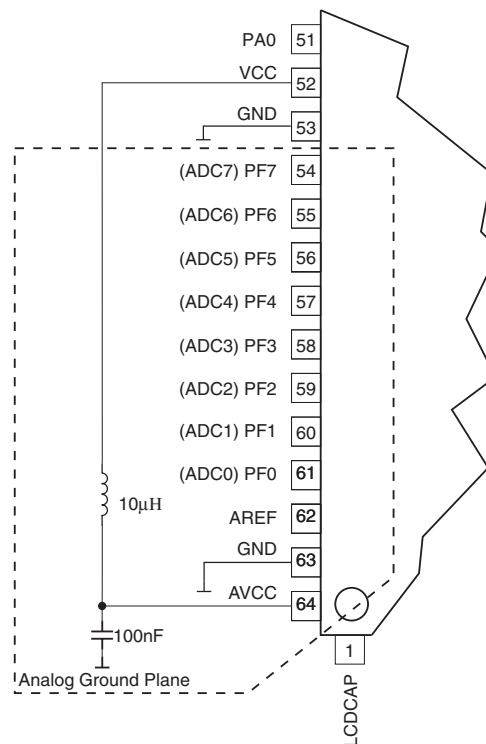 PA0 51
VCC 52
GND 53
(ADC7) PF7 54
(ADC6) PF6 55
(ADC5) PF5 56
(ADC4) PF4 57
(ADC3) PF3 58
(ADC2) PF2 59
(ADC1) PF1 60
(ADC0) PF0 61
10μH
AREF 62
GND 63
AVCC 64
100nF
Analog Ground Plane
1
LCDCAP